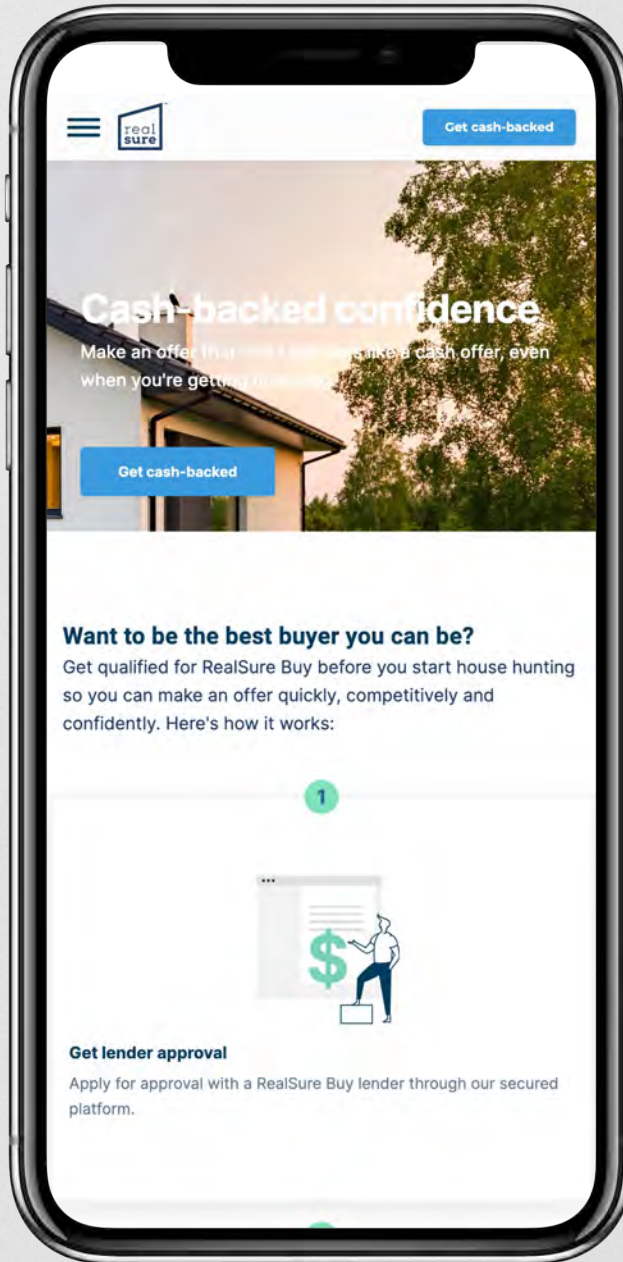 real
sure
Get cash-backed
Cash-backed confidence
Make an offer that like a cash offer, even
when you're getting
Get cash-backed
Want to be the best buyer you can be?
Get qualified for RealSure Buy before you start house hunting
so you can make an offer quickly, competitively and
confidently. Here's how it works:
1
$
Get lender approval
Apply for approval with a RealSure Buy lender through our secured
platform.